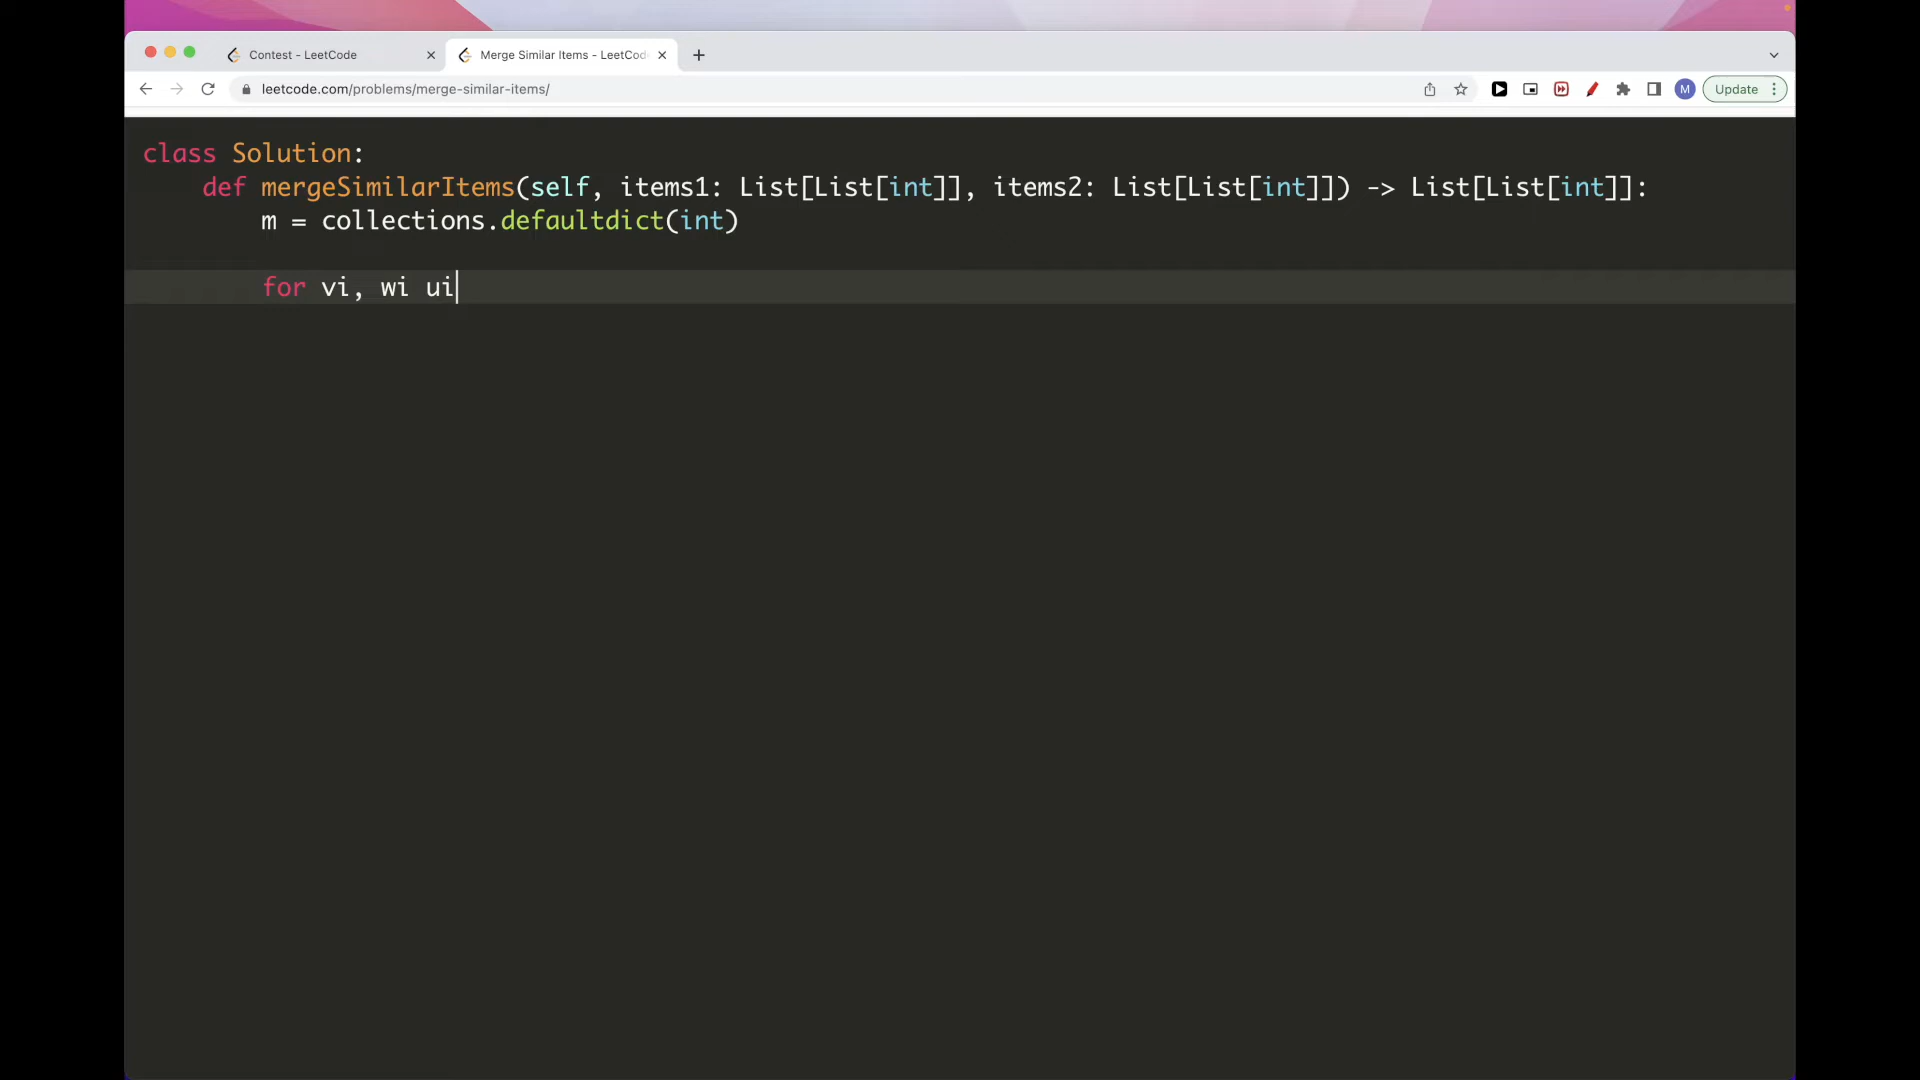 Contest - LeetCode
Merge Similar Items - LeetCod
leetcode.com/problems/merge-similar-items/
M
Update
class Solution:
def mergeSimilarItems(self, items1: List[List[int]], items2: List[List[int]]) -> List[List[int]]:
m = collections.defaultdict(int)
for vi, wi ui